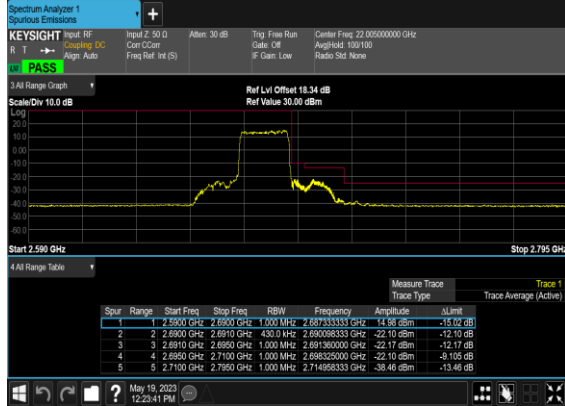 Spectrum Analyzer 1
Spurious Emissions
+
KEYSIGHT Input: RF Input Z: 50 Ω Atten: 30 dB Trig: Free Run Center Freq: 22.005000000 GHz
R T Coupling: DC Corr CCorr Gate: Off Avg|Hold: 100/100
Align: Auto Freq Ref: Int (S) IF Gain: Low Radio Std: None
PASS
3 All Range Graph
Ref Lvl Offset 18.34 dB
Scale/Div 10.0 dB Ref Value 30.00 dBm
Log
20.0
10.0
0.00
-10.0
-20.0
-30.0
-40.0
-50.0
-60.0
Start 2.590 GHz Stop 2.795 GHz
4 All Range Table
Measure Trace Trace 1
Trace Type Trace Average (Active)
Spur Range Start Freq Stop Freq RBW Frequency Amplitude ΔLimit
1 1 2.5900 GHz 2.6900 GHz 1.000 MHz 2.687333333 GHz 14.98 dBm -15.02 dB
2 2 2.6900 GHz 2.6910 GHz 430.0 kHz 2.690098333 GHz -22.10 dBm -12.10 dB
3 3 2.6910 GHz 2.6950 GHz 1.000 MHz 2.691360000 GHz -22.17 dBm -12.17 dB
4 4 2.6950 GHz 2.7100 GHz 1.000 MHz 2.698325000 GHz -22.10 dBm -9.105 dB
5 5 2.7100 GHz 2.7950 GHz 1.000 MHz 2.714958333 GHz -38.46 dBm -13.46 dB
? May 19, 2023
12:23:41 PM